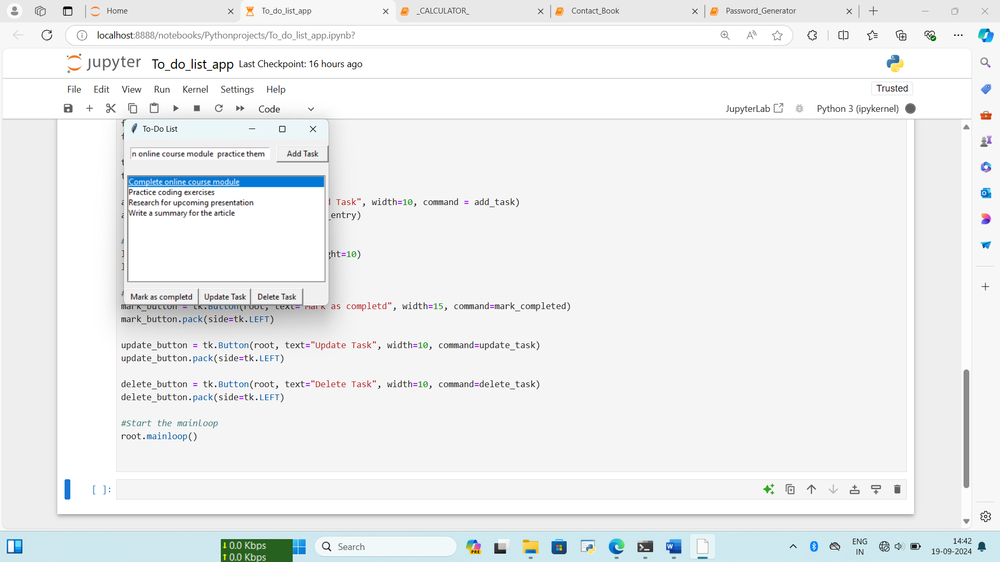 Home
To_do_list_app
_CALCULATOR_
Contact_Book
Password_Generator
localhost:8888/notebooks/Pythonprojects/To_do_list_app.ipynb?
jupyter To_do_list_app Last Checkpoint: 16 hours ago
File Edit View Run Kernel Settings Help
Trusted
Code
JupyterLab
Python 3 (ipykernel)
To-Do List
n online course module  practice them
Add Task
Complete online course module
Practice coding exercises
Research for upcoming presentation
Write a summary for the article
Mark as completd
Update Task
Delete Task
Task", width=10, command = add_task)
_entry)
ght=10)
mark_button = tk.Button(root, text="Mark as completd", width=15, command=mark_completed)
mark_button.pack(side=tk.LEFT)
update_button = tk.Button(root, text="Update Task", width=10, command=update_task)
update_button.pack(side=tk.LEFT)
delete_button = tk.Button(root, text="Delete Task", width=10, command=delete_task)
delete_button.pack(side=tk.LEFT)
#Start the mainloop
root.mainloop()
[ ]:
↓ 0.0 Kbps
↑ 0.0 Kbps
Search
PRE
ENG
IN
14:42
19-09-2024